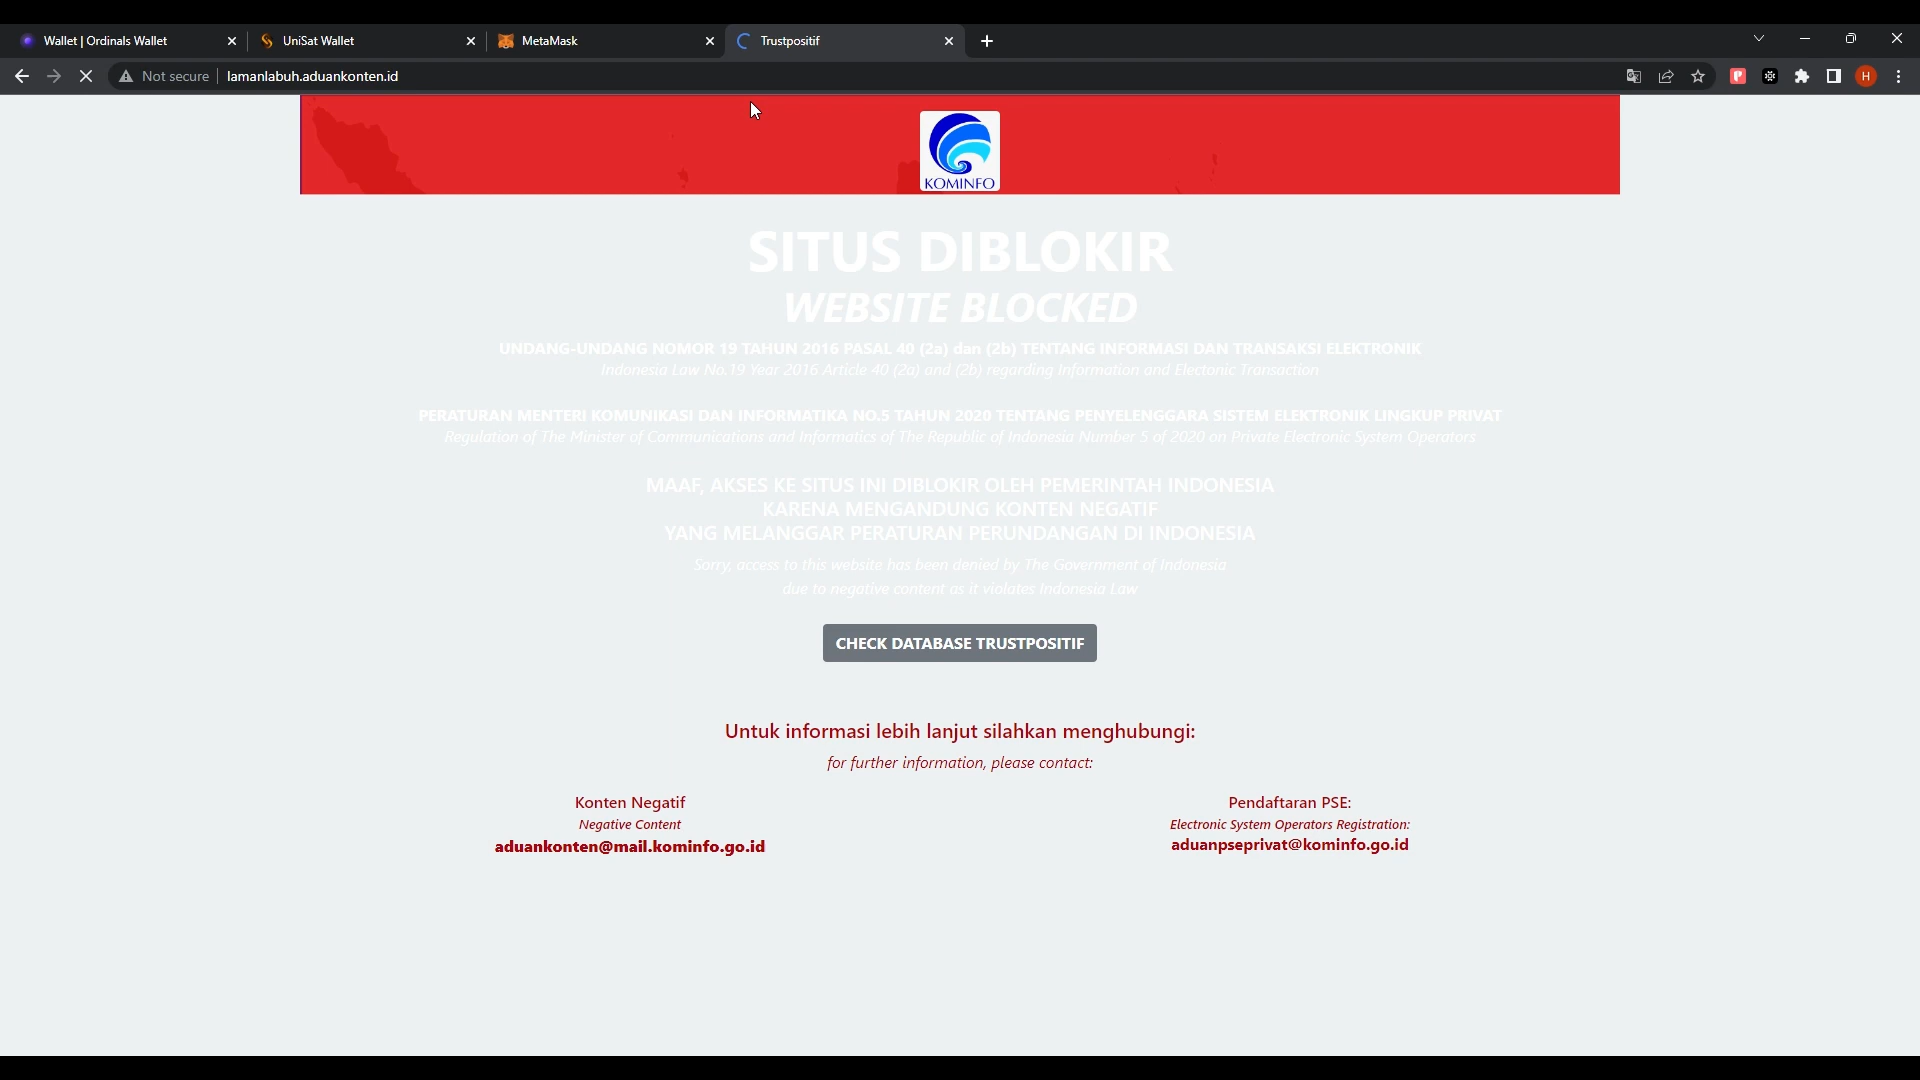 Wallet | Ordinals Wallet
UniSat Wallet
MetaMask
Trustpositif
Not secure
lamanlabuh.aduankonten.id
H
KOMINFO
SITUS DIBLOKIR
WEBSITE BLOCKED
UNDANG-UNDANG NOMOR 19 TAHUN 2016 PASAL 40 (2a) dan (2b) TENTANG INFORMASI DAN TRANSAKSI ELEKTRONIK
Indonesia Law No.19 Year 2016 Article 40 (2a) and (2b) regarding Information and Electonic Transaction
PERATURAN MENTERI KOMUNIKASI DAN INFORMATIKA NO.5 TAHUN 2020 TENTANG PENYELENGGARA SISTEM ELEKTRONIK LINGKUP PRIVAT
Regulation of The Minister of Communications and Informatics of The Republic of Indonesia Number 5 of 2020 on Private Electronic System Operators
MAAF, AKSES KE SITUS INI DIBLOKIR OLEH PEMERINTAH INDONESIA
KARENA MENGANDUNG KONTEN NEGATIF
YANG MELANGGAR PERATURAN PERUNDANGAN DI INDONESIA
Sorry, access to this website has been denied by The Government of Indonesia
due to negative content as it violates Indonesia Law
CHECK DATABASE TRUSTPOSITIF
Untuk informasi lebih lanjut silahkan menghubungi:
for further information, please contact:
Konten Negatif
Negative Content
aduankonten@mail.kominfo.go.id
Pendaftaran PSE:
Electronic System Operators Registration:
aduanpseprivat@kominfo.go.id